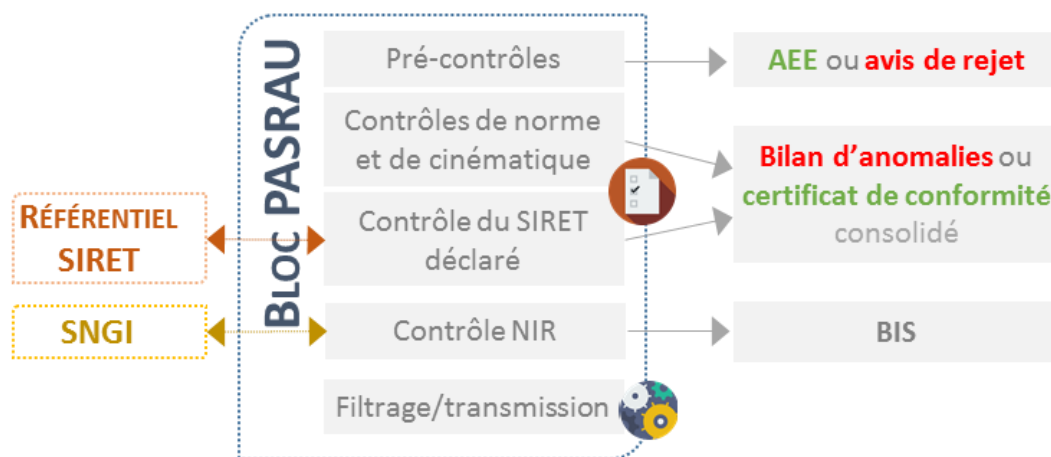 Pré-contrôles
AEE ou avis de rejet
BLOC PASRAU
Contrôles de norme
et de cinématique
Bilan d'anomalies ou
certificat de conformité
consolidé
RÉFÉRENTIEL
SIRET
Contrôle du SIRET
déclaré
SNGI
Contrôle NIR
BIS
Filtrage/transmission